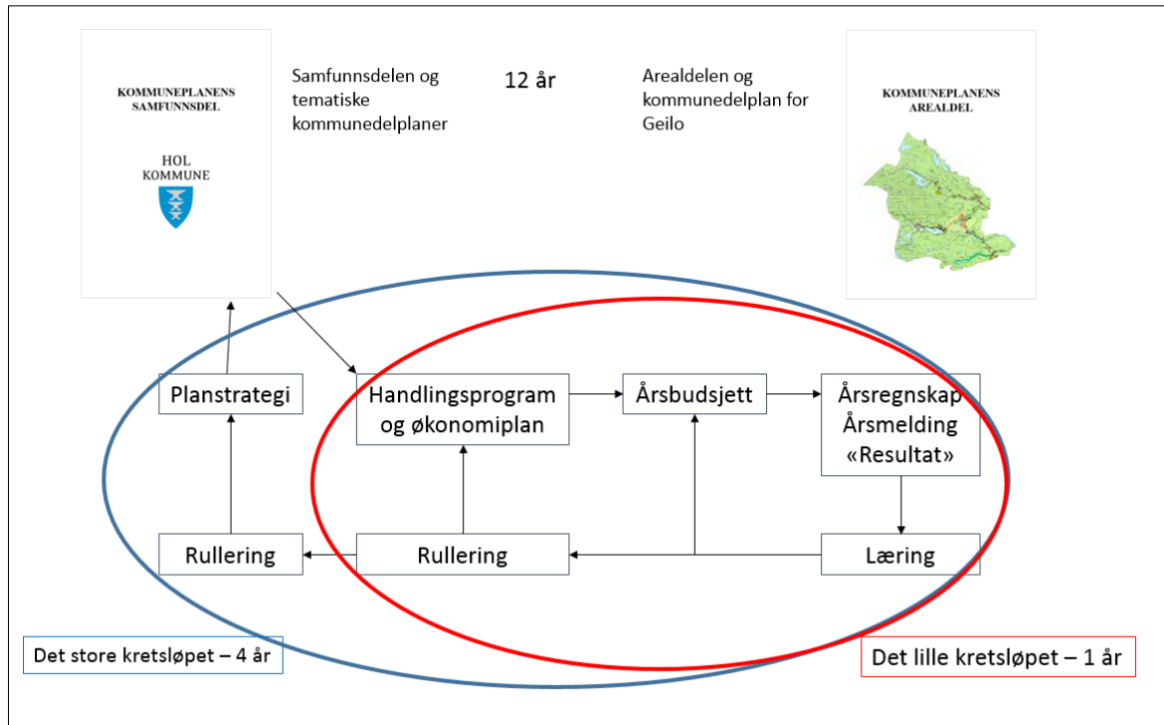 KOMMUNEPLANENS
SAMFUNNSDEL
HOL
KOMMUNE
Samfunnsdelen og
tematiske
kommunedelplaner
12 år
Arealdelen og
kommunedelplan for
Geilo
KOMMUNEPLANENS
AREALDEL
Planstrategi
Handlingsprogram
og økonomiplan
Årsbudsjett
Årsregnskap
Årsmelding
«Resultat»
Rullering
Rullering
Læring
Det store kretsløpet – 4 år
Det lille kretsløpet – 1 år